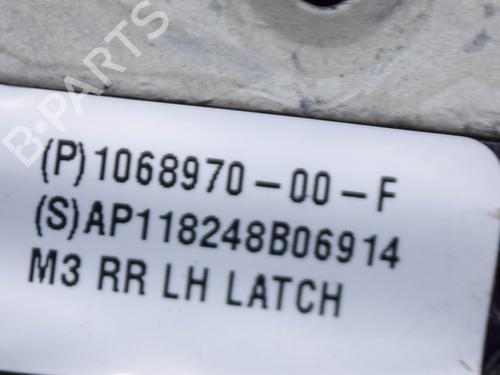 B-PARTS
(P)1068970-00-F
(S)AP118248B06914
M3 RR LH LATCH